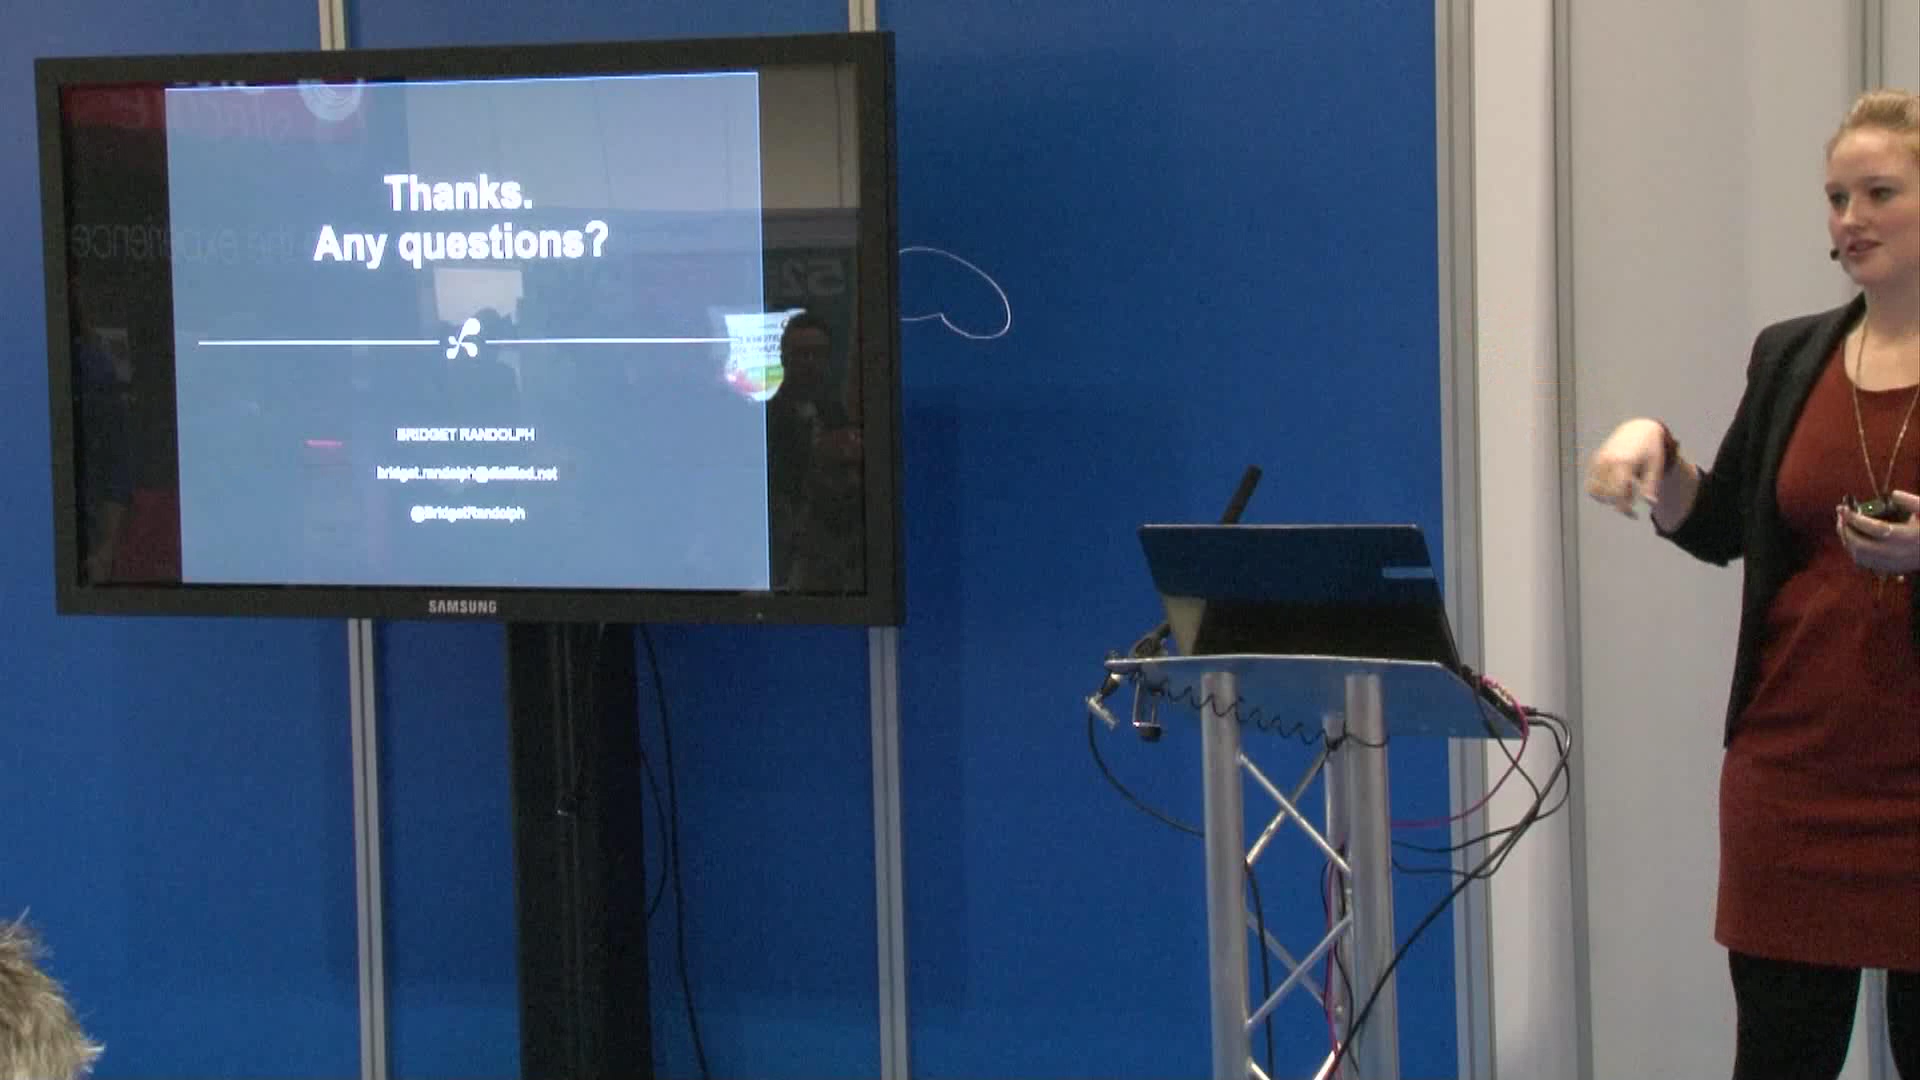 Thanks.
Any questions?
BRIDGET RANDOLPH
bridget.randolph@distilled.net
@BridgetRandolph
SAMSUNG